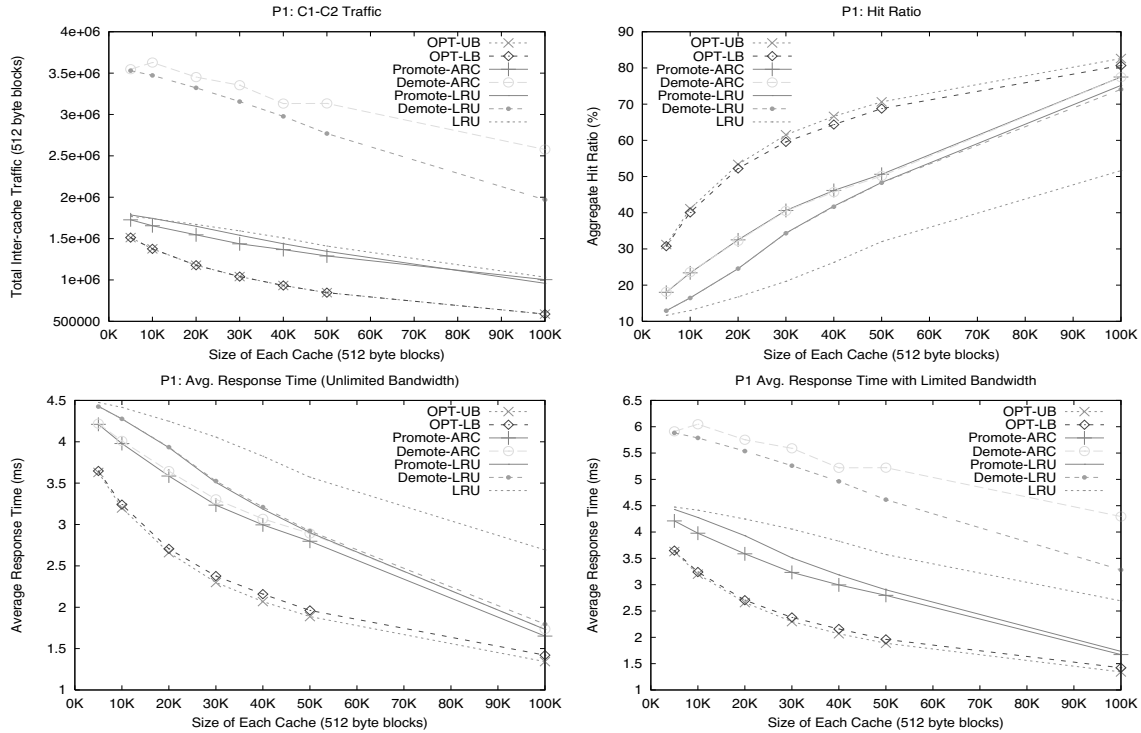 P1: C1-C2 Traffic
Total Inter-cache Traffic (512 byte blocks)
4e+06
3.5e+06
3e+06
2.5e+06
2e+06
1.5e+06
1e+06
500000
OPT-UB
OPT-LB
Promote-ARC
Demote-ARC
Promote-LRU
Demote-LRU
LRU
0K 10K 20K 30K 40K 50K 60K 70K 80K 90K 100K
Size of Each Cache (512 byte blocks)
P1: Hit Ratio
Aggregate Hit Ratio (%)
90
80
70
60
50
40
30
20
10
OPT-UB
OPT-LB
Promote-ARC
Demote-ARC
Promote-LRU
Demote-LRU
LRU
0K 10K 20K 30K 40K 50K 60K 70K 80K 90K 100K
Size of Each Cache (512 byte blocks)
P1: Avg. Response Time (Unlimited Bandwidth)
Average Response Time (ms)
4.5
4
3.5
3
2.5
2
1.5
1
OPT-UB
OPT-LB
Promote-ARC
Demote-ARC
Promote-LRU
Demote-LRU
LRU
0K 10K 20K 30K 40K 50K 60K 70K 80K 90K 100K
Size of Each Cache (512 byte blocks)
P1 Avg. Response Time with Limited Bandwidth
Average Response Time (ms)
6.5
6
5.5
5
4.5
4
3.5
3
2.5
2
1.5
1
OPT-UB
OPT-LB
Promote-ARC
Demote-ARC
Promote-LRU
Demote-LRU
LRU
0K 10K 20K 30K 40K 50K 60K 70K 80K 90K 100K
Size of Each Cache (512 byte blocks)